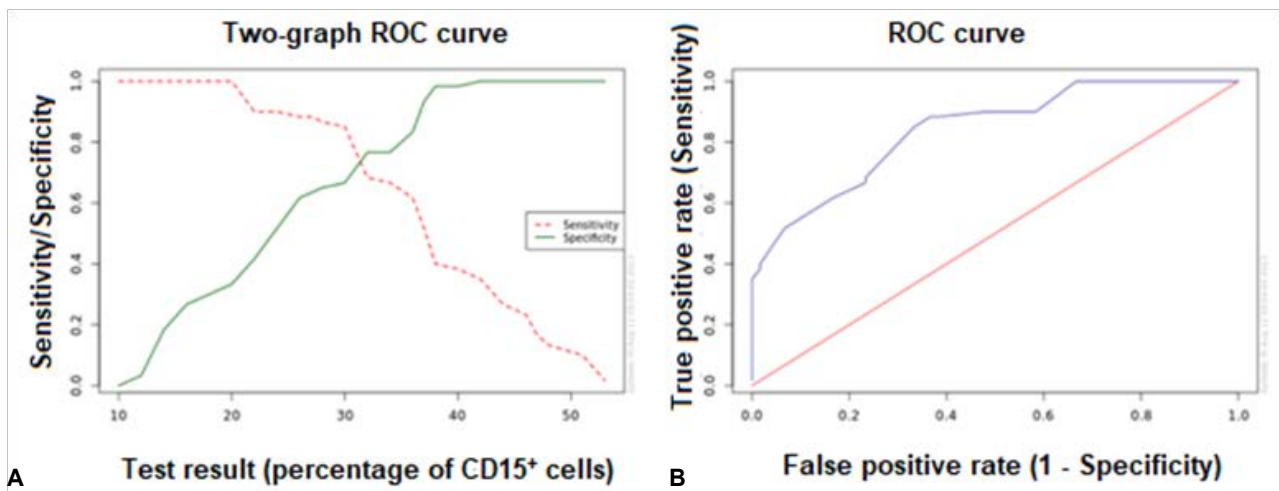 Two-graph ROC curve
Sensitivity/Specificity
1.0
0.8
0.6
0.4
0.2
0.0
Sensitivity
Specificity
10 20 30 40 50
Test result (percentage of CD15⁺ cells)
A
ROC curve
True positive rate (Sensitivity)
1.0
0.8
0.6
0.4
0.2
0.0
0.0 0.2 0.4 0.6 0.8 1.0
False positive rate (1 - Specificity)
B